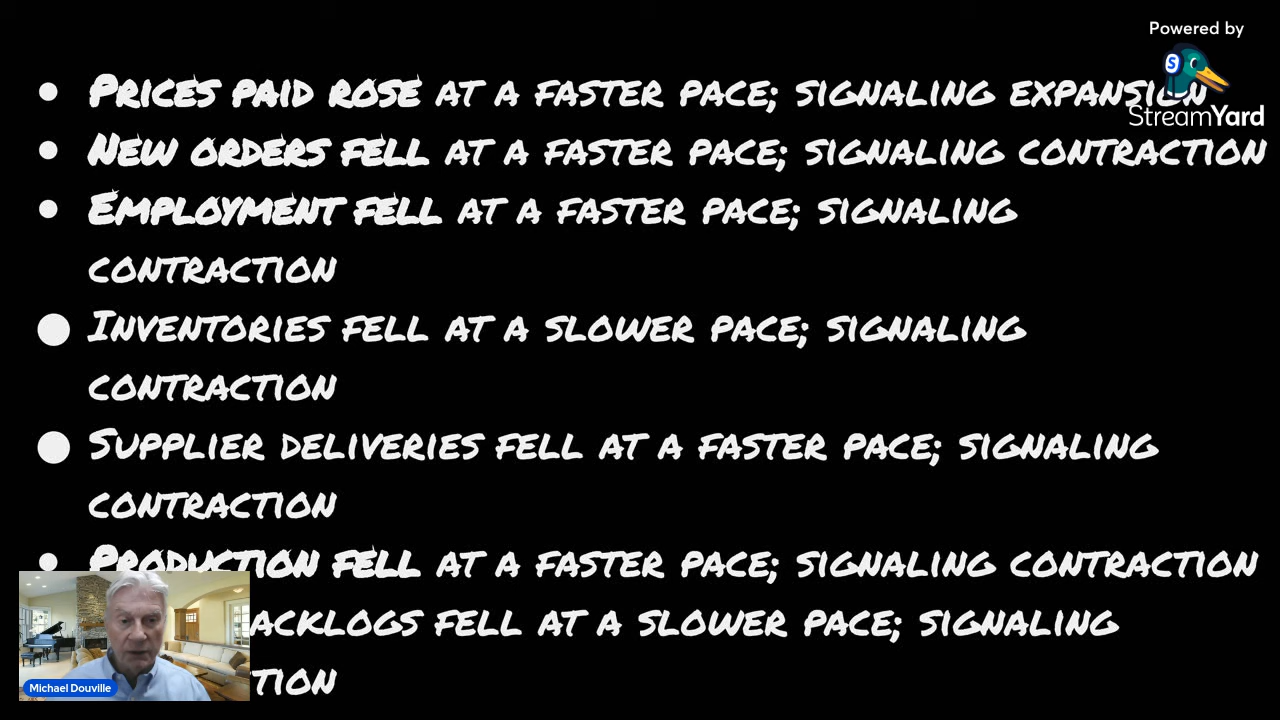 Powered by
StreamYard
• PRICES PAID ROSE AT A FASTER PACE; SIGNALING EXPANSION
• NEW ORDERS FELL AT A FASTER PACE; SIGNALING CONTRACTION
• EMPLOYMENT FELL AT A FASTER PACE; SIGNALING
CONTRACTION
● INVENTORIES FELL AT A SLOWER PACE; SIGNALING
CONTRACTION
● SUPPLIER DELIVERIES FELL AT A FASTER PACE; SIGNALING
CONTRACTION
• PRODUCTION FELL AT A FASTER PACE; SIGNALING CONTRACTION
FELL AT A SLOWER PACE; SIGNALING
Michael Douville